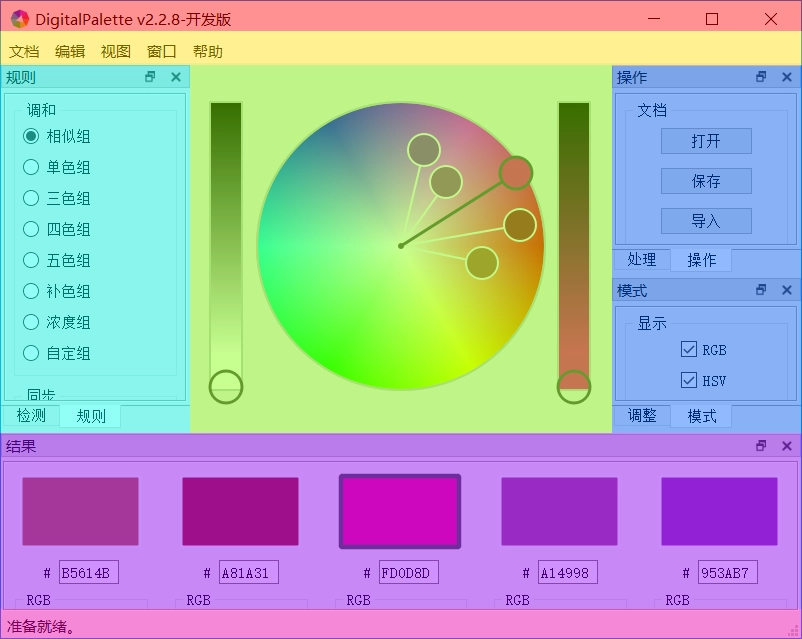 DigitalPalette v2.2.8-开发版
文档 编辑 视图 窗口 帮助
规则
调和
相似组
单色组
三色组
四色组
五色组
补色组
浓度组
自定组
同步
检测 规则
操作
文档
打开
保存
导入
处理 操作
模式
显示
RGB
HSV
调整 模式
结果
# B5614B # A81A31 # FD0D8D # A14998 # 953AB7
RGB RGB RGB RGB RGB
准备就绪。